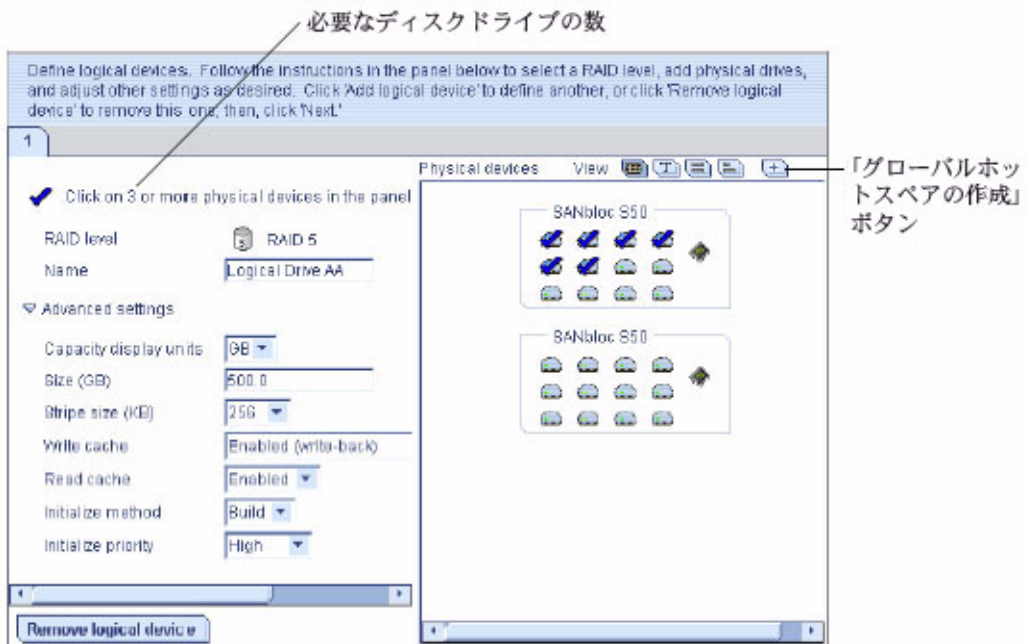 必要なディスクドライブの数
Define logical devices. Follow the instructions in the panel below to select a RAID level, add physical drives,
and adjust other settings as desired. Click 'Add logical device' to define another, or click 'Remove logical
device' to remove this one; then, click 'Next.'
1
Physical devices View
Click on 3 or more physical devices in the panel
RAID level RAID 5
Name Logical Drive AA
Advanced settings
Capacity display units GB
Size (GB) 500.0
Stripe size (KB) 256
Write cache Enabled (write-back)
Read cache Enabled
Initialize method Build
Initialize priority High
Remove logical device
SANbloc S50
SANbloc S50
「グローバルホッ
トスペアの作成」
ボタン